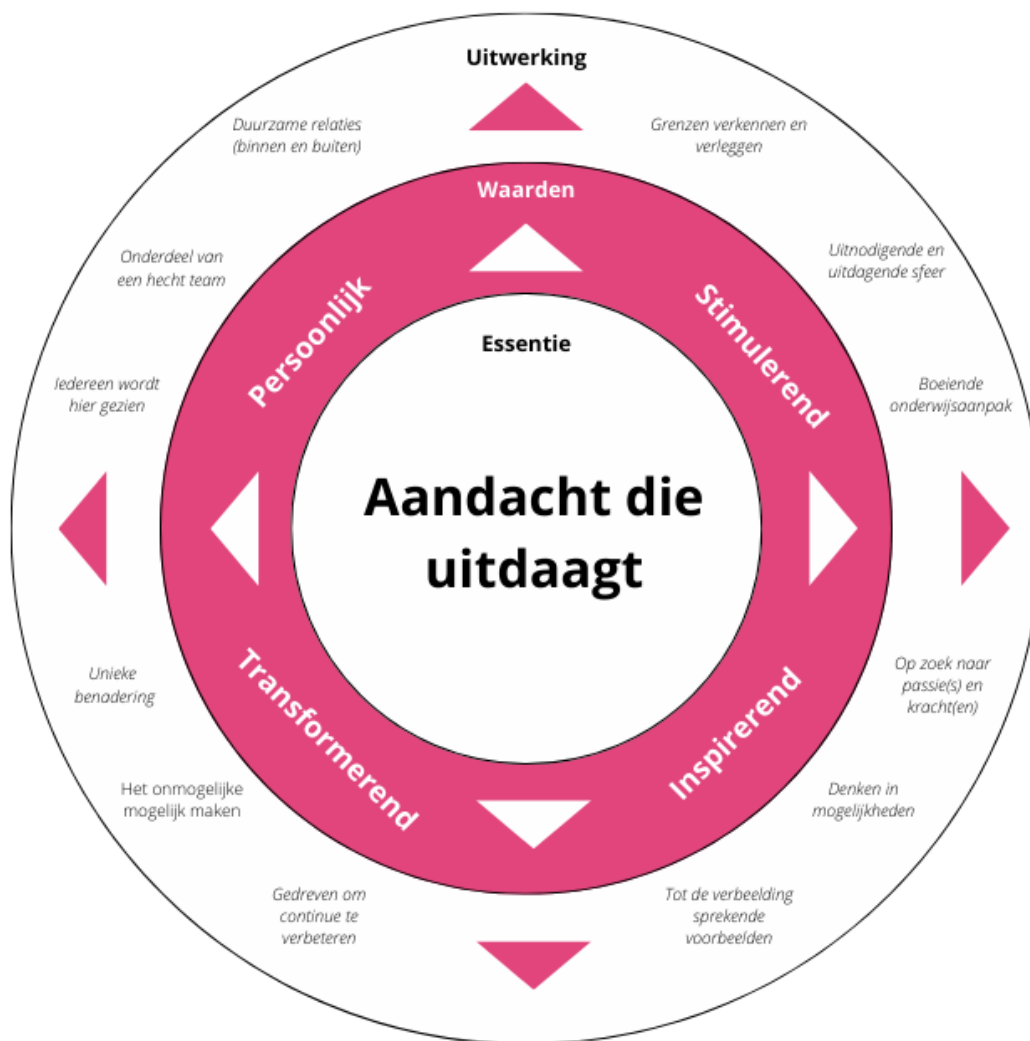 Uitwerking
Duurzame relaties
(binnen en buiten)
Grenzen verkennen en
verleggen
Waarden
Onderdeel van
een hecht team
Uitnodigende en
uitdagende sfeer
Persoonlijk
Stimulerend
Essentie
Iedereen wordt
hier gezien
Boeiende
onderwijsaanpak
Aandacht die
uitdaagt
Unieke
benadering
Op zoek naar
passie(s) en
kracht(en)
Transformerend
Inspirerend
Het onmogelijke
mogelijk maken
Denken in
mogelijkheden
Gedreven om
continue te
verbeteren
Tot de verbeelding
sprekende
voorbeelden